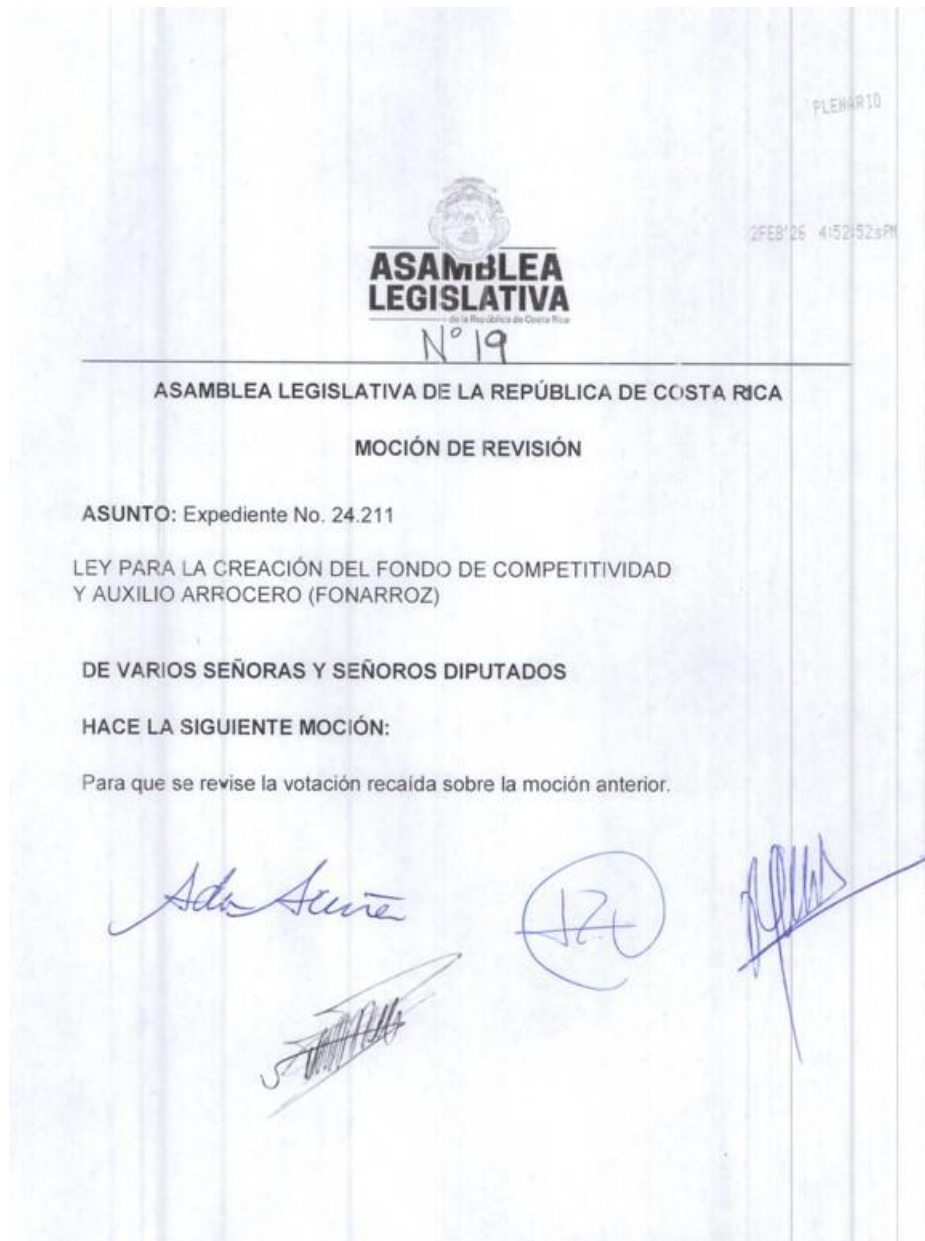 PLENARIO
2FEB'26 4:52:52sPM
ASAMBLEA
LEGISLATIVA
de la República de Costa Rica
N° 19
ASAMBLEA LEGISLATIVA DE LA REPÚBLICA DE COSTA RICA
MOCIÓN DE REVISIÓN
ASUNTO: Expediente No. 24.211
LEY PARA LA CREACIÓN DEL FONDO DE COMPETITIVIDAD
Y AUXILIO ARROCERO (FONARROZ)
DE VARIOS SEÑORAS Y SEÑOROS DIPUTADOS
HACE LA SIGUIENTE MOCIÓN:
Para que se revise la votación recaída sobre la moción anterior.